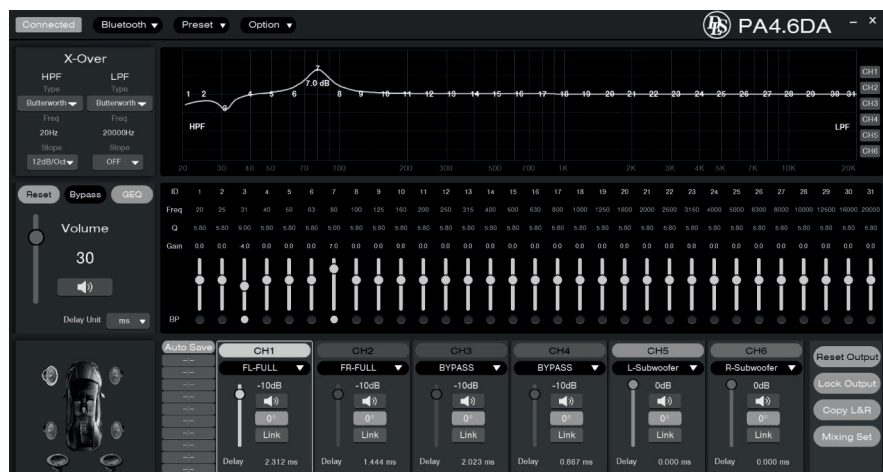 Connected Bluetooth Preset Option DLS PA4.6DA
X-Over
HPF LPF
Type Type
Butterworth Butterworth
Freq Freq
20Hz 20000Hz
Slope Slope
12dB/Oct OFF
1 2 3 4 5 6 7 8 9 10 11 12 13 14 15 16 17 18 19 20 21 22 23 24 25 26 27 28 29 30 31
7.0 dB
HPF LPF
20 30 40 50 70 100 200 300 500 700 1K 2K 3K 4K 5K 7K 10K 20K
CH1
CH2
CH3
CH4
CH5
CH6
Reset Bypass GEQ
Volume
30
Delay Unit ms
ID 1 2 3 4 5 6 7 8 9 10 11 12 13 14 15 16 17 18 19 20 21 22 23 24 25 26 27 28 29 30 31
Freq 20 25 31 40 50 63 80 100 125 160 200 250 315 400 500 630 800 1000 1250 1600 2000 2500 3150 4000 5000 6300 8000 10000 12500 16000 20000
Q 5.80 5.80 9.00 5.80 5.80 5.80 5.00 5.80 5.80 5.80 5.80 5.80 5.80 5.80 5.80 5.80 5.80 5.80 5.80 5.80 5.80 5.80 5.80 5.80 5.80 5.80 5.80 5.80 5.80 5.80 5.80
Gain 0.0 0.0 4.0 0.0 0.0 0.0 7.0 0.0 0.0 0.0 0.0 0.0 0.0 0.0 0.0 0.0 0.0 0.0 0.0 0.0 0.0 0.0 0.0 0.0 0.0 0.0 0.0 0.0 0.0 0.0 0.0
BP
Auto Save CH1 CH2 CH3 CH4 CH5 CH6
FL-FULL FR-FULL BYPASS BYPASS L-Subwoofer R-Subwoofer
-10dB -10dB -10dB -10dB 0dB 0dB
0° 0° 0° 0° 0° 0°
Link Link Link Link Link Link
Delay 2.312 ms Delay 1.444 ms Delay 2.023 ms Delay 0.867 ms Delay 0.000 ms Delay 0.000 ms
Reset Output
Lock Output
Copy L&R
Mixing Set